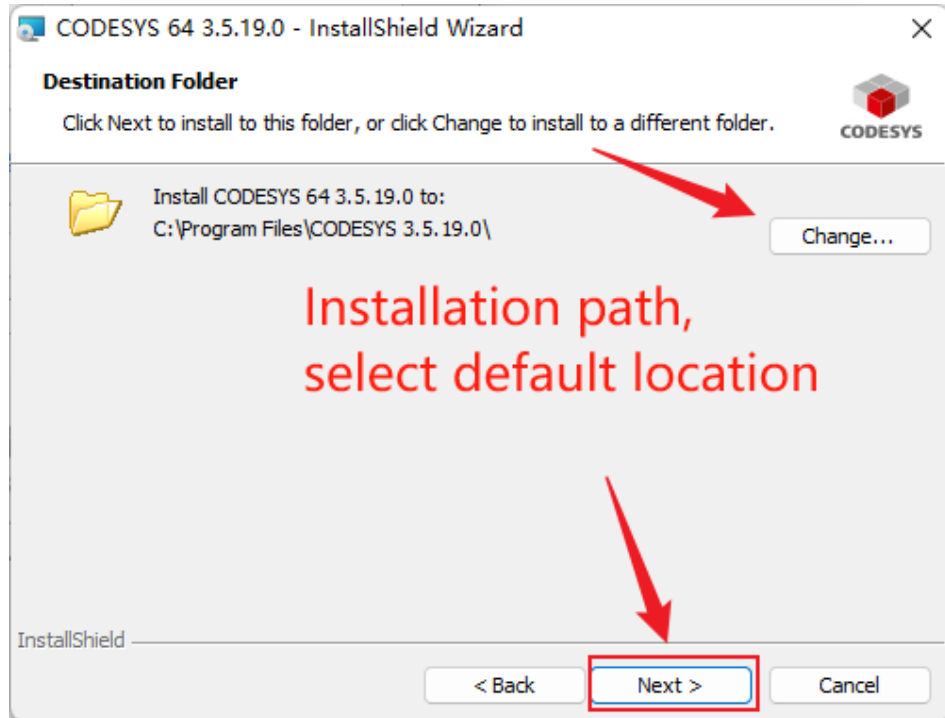 CODESYS 64 3.5.19.0 - InstallShield Wizard
Destination Folder
Click Next to install to this folder, or click Change to install to a different folder.
CODESYS
Install CODESYS 64 3.5.19.0 to:
C:\Program Files\CODESYS 3.5.19.0\
Change...
Installation path,
select default location
InstallShield
< Back
Next >
Cancel